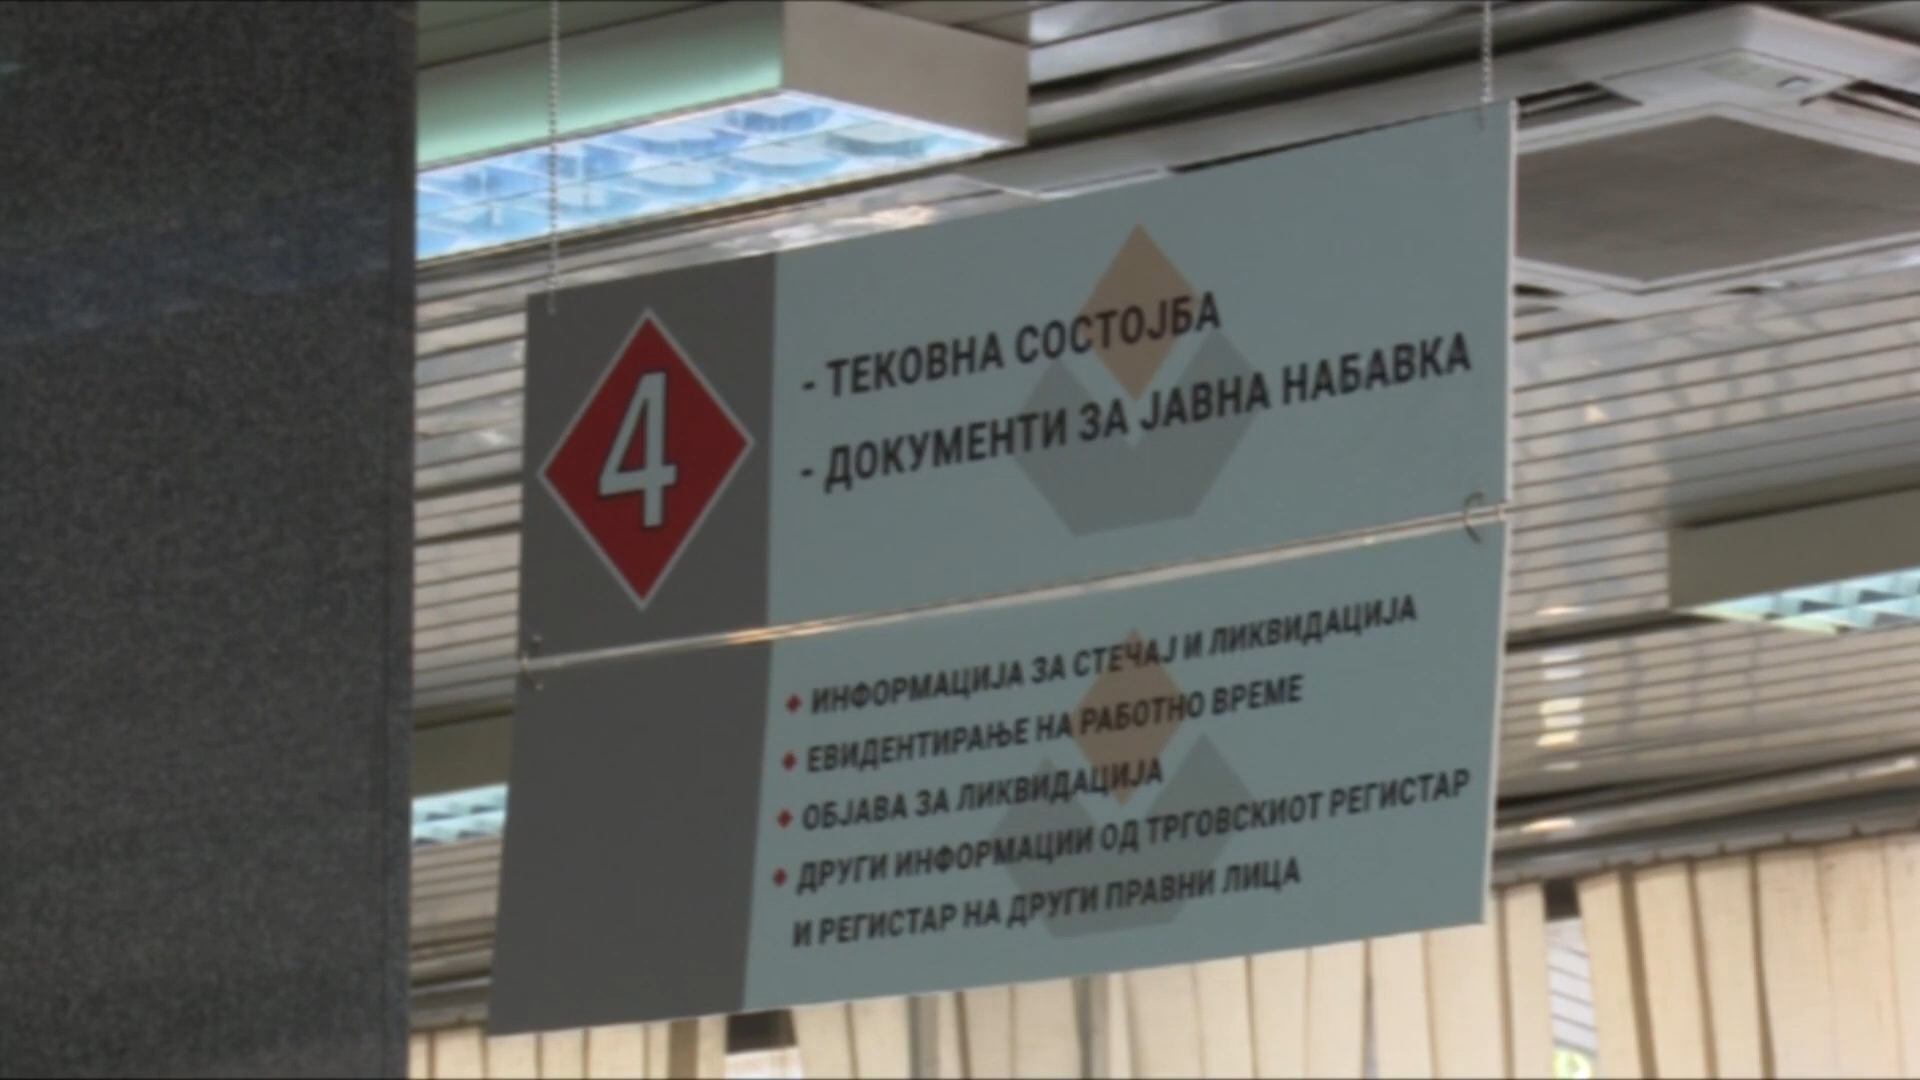 4
- ТЕКОВНА СОСТОЈБА
- ДОКУМЕНТИ ЗА ЈАВНА НАБАВКА
ИНФОРМАЦИЈА ЗА СТЕЧАЈ И ЛИКВИДАЦИЈА
ЕВИДЕНТИРАЊЕ НА РАБОТНО ВРЕМЕ
ОБЈАВА ЗА ЛИКВИДАЦИЈА
ДРУГИ ИНФОРМАЦИИ ОД ТРГОВСКИОТ РЕГИСТАР
И РЕГИСТАР НА ДРУГИ ПРАВНИ ЛИЦА